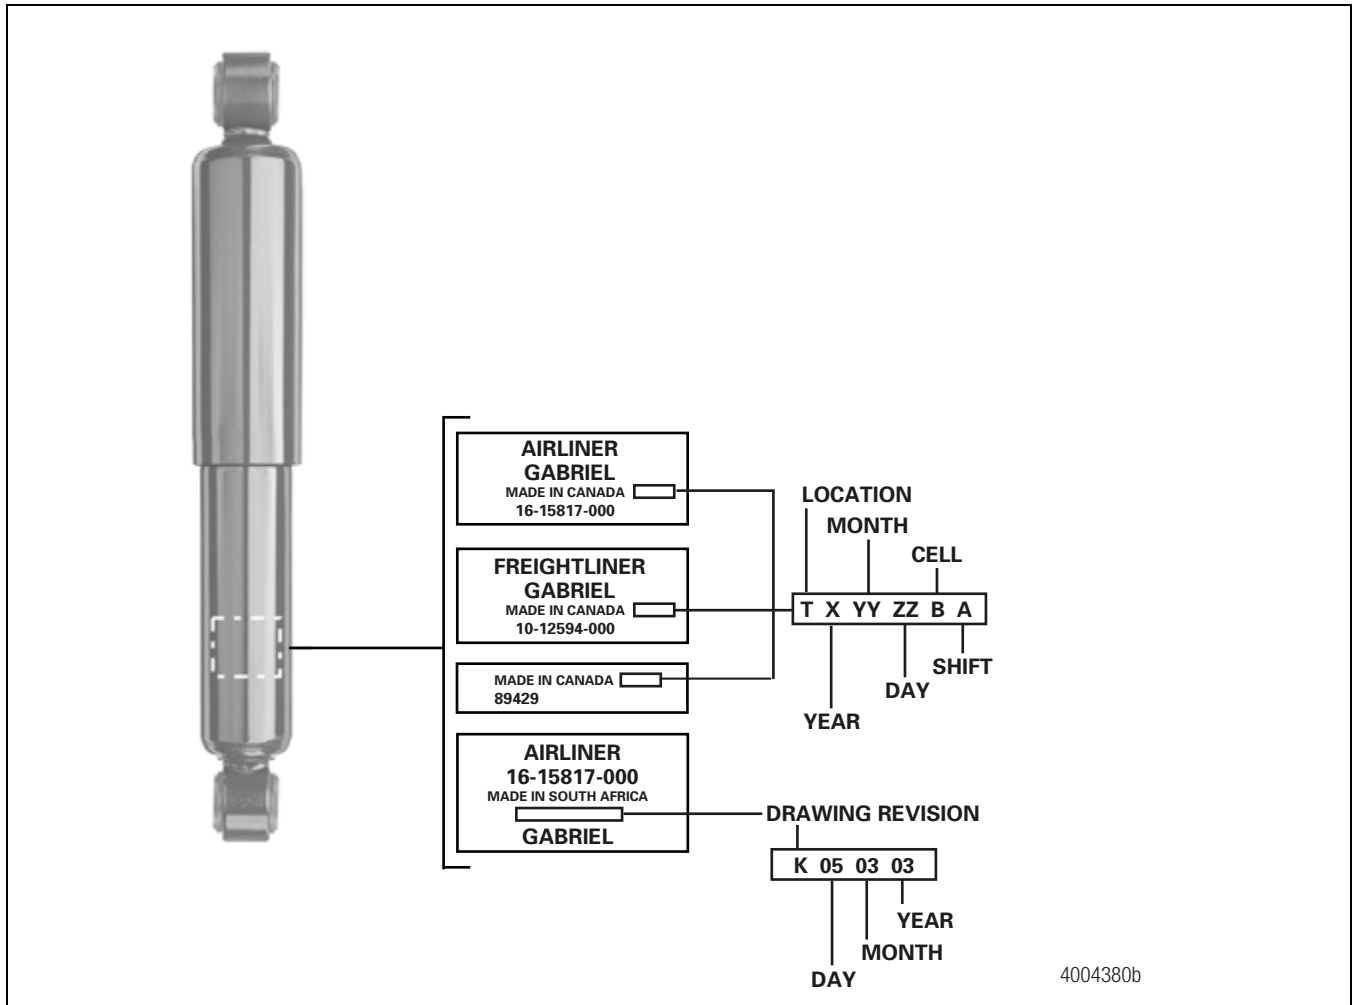 AIRLINER
GABRIEL
MADE IN CANADA
16-15817-000
FREIGHTLINER
GABRIEL
MADE IN CANADA
10-12594-000
MADE IN CANADA
89429
AIRLINER
16-15817-000
MADE IN SOUTH AFRICA
GABRIEL
LOCATION
MONTH
CELL
T X YY ZZ B A
SHIFT
DAY
YEAR
DRAWING REVISION
K 05 03 03
YEAR
MONTH
DAY
4004380b